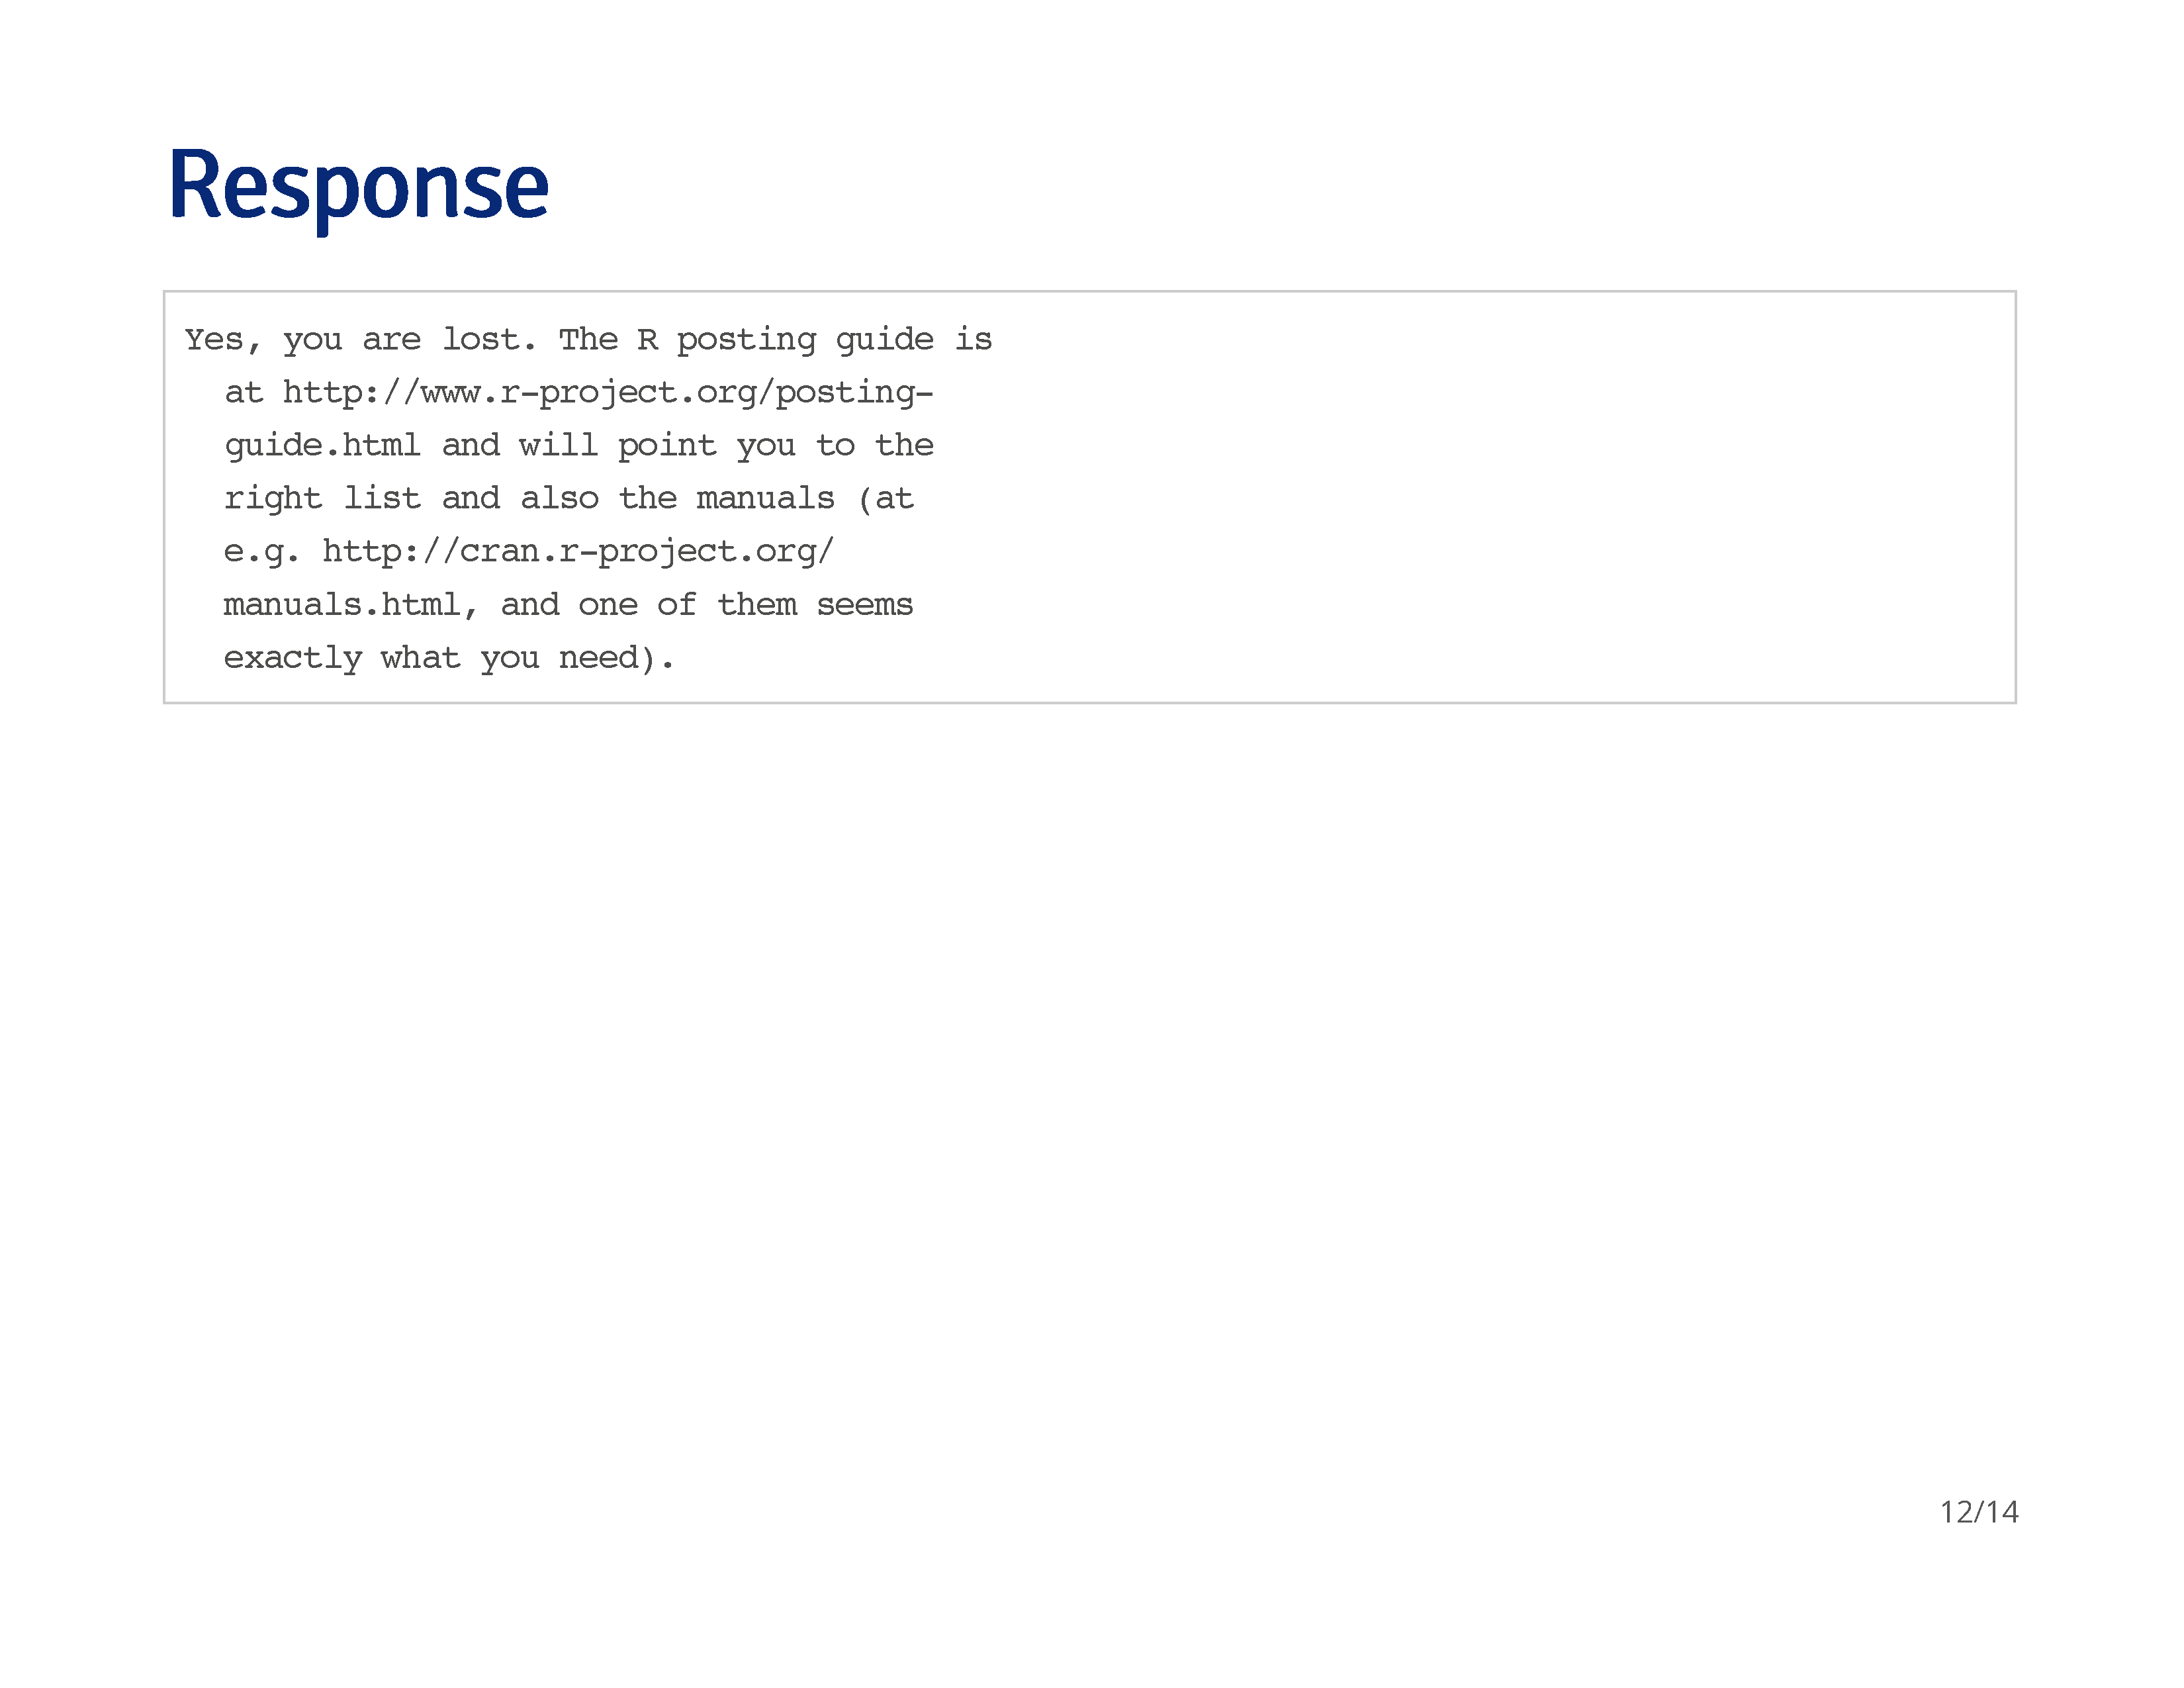 Response
Yes, you are lost. The R posting guide is
at http://www.r-project.org/posting-
guide.html and will point you to the
right list and also the manuals (at
e.g. http://cran.r-project.org/
manuals.html, and one of them seems
exactly what you need).
12/14